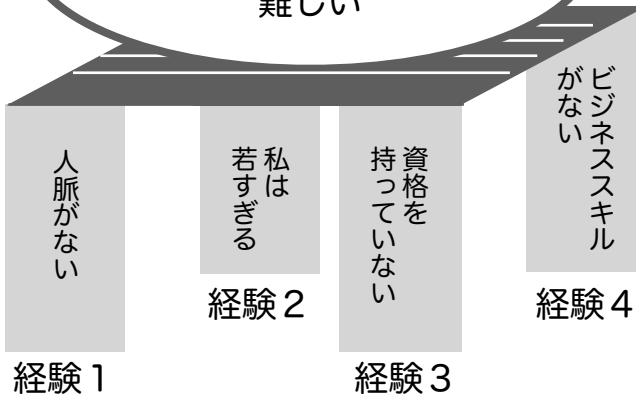 難しい
人脈がない
経験1
私は
若すぎる
経験2
資格を
持っていない
経験3
ビジネススキル
がない
経験4